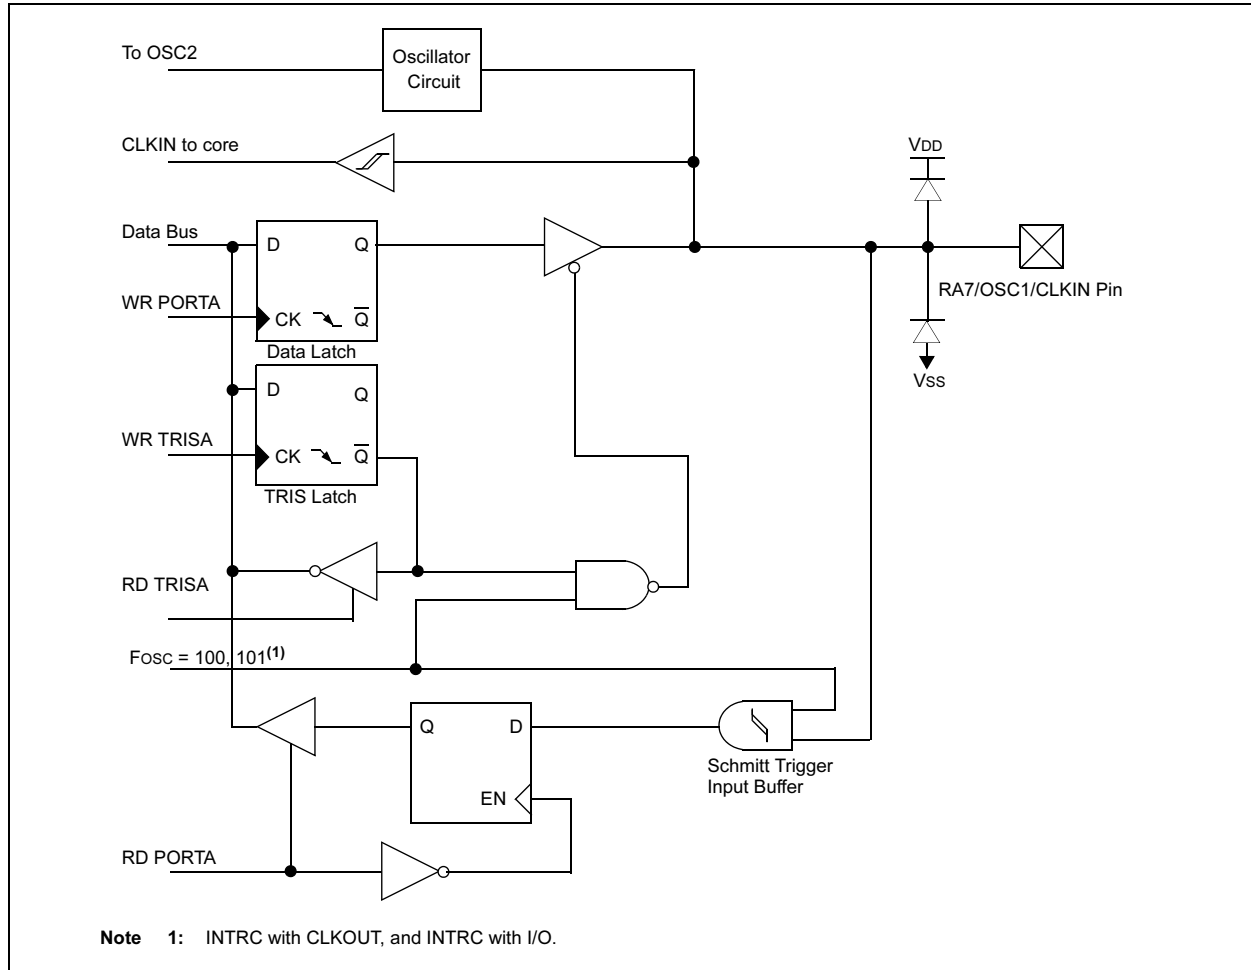 To OSC2
Oscillator
Circuit
CLKIN to core
VDD
Data Bus
D
Q
WR PORTA
CK
Q̅
Data Latch
RA7/OSC1/CLKIN Pin
VSS
D
Q
WR TRISA
CK
Q̅
TRIS Latch
RD TRISA
FOSC = 100, 101(1)
Q
D
EN
Schmitt Trigger
Input Buffer
RD PORTA
Note 1: INTRC with CLKOUT, and INTRC with I/O.